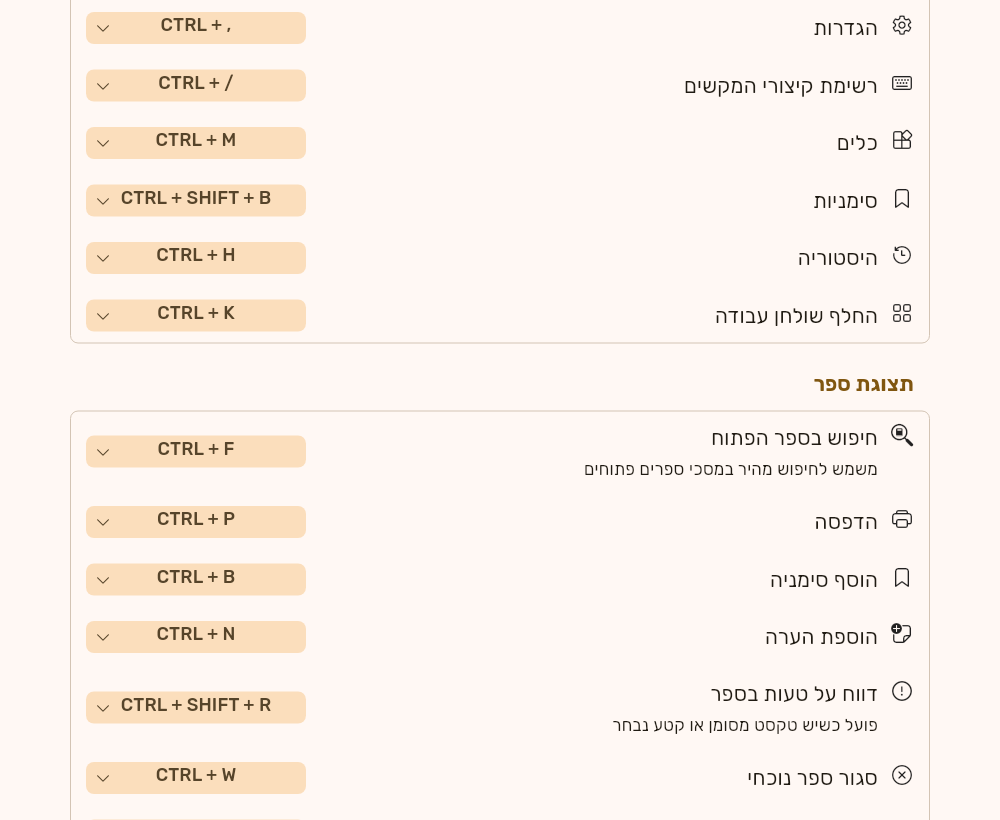 הגדרות
CTRL + ,
רשימת קיצורי המקשים
CTRL + /
כלים
CTRL + M
סימניות
CTRL + SHIFT + B
היסטוריה
CTRL + H
החלף שולחן עבודה
CTRL + K
תצוגת ספר
חיפוש בספר הפתוח
משמש לחיפוש מהיר במסכי ספרים פתוחים
CTRL + F
הדפסה
CTRL + P
הוסף סימניה
CTRL + B
הוספת הערה
CTRL + N
דווח על טעות בספר
פועל כשיש טקסט מסומן או קטע נבחר
CTRL + SHIFT + R
סגור ספר נוכחי
CTRL + W